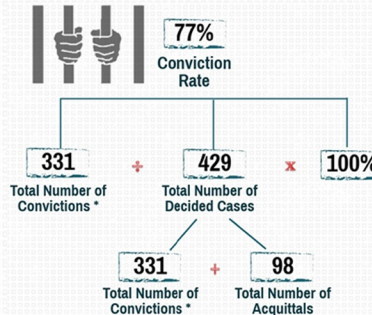 77%
Conviction
Rate
331 ÷ 429 x 100%
Total Number of
Convictions *
Total Number of
Decided Cases
331 + 98
Total Number of
Convictions *
Total Number of
Acquittals